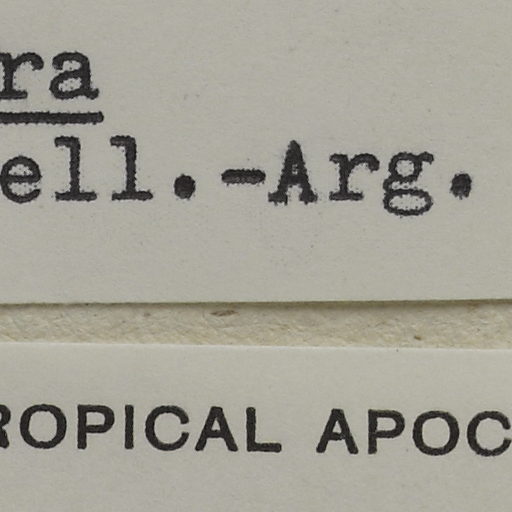 ra
ell.-Arg.
ROPICAL APOC